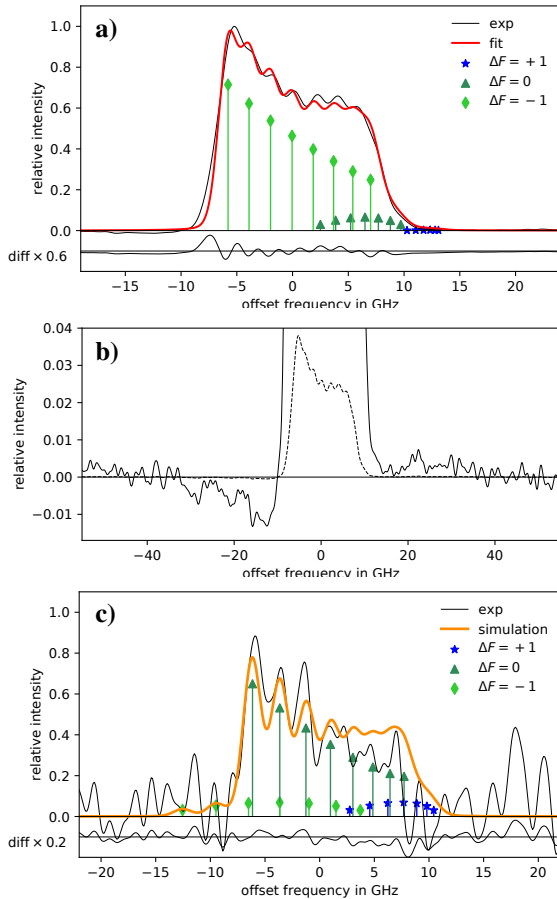 a)
exp
fit
ΔF = +1
ΔF = 0
ΔF = −1
relative intensity
1.0
0.8
0.6
0.4
0.2
0.0
diff × 0.6
−15 −10 −5 0 5 10 15 20
offset frequency in GHz
b)
relative intensity
0.04
0.03
0.02
0.01
0.00
−0.01
−40 −20 0 20 40
offset frequency in GHz
c)
exp
simulation
ΔF = +1
ΔF = 0
ΔF = −1
relative intensity
1.0
0.8
0.6
0.4
0.2
0.0
diff × 0.2
−20 −15 −10 −5 0 5 10 15 20
offset frequency in GHz